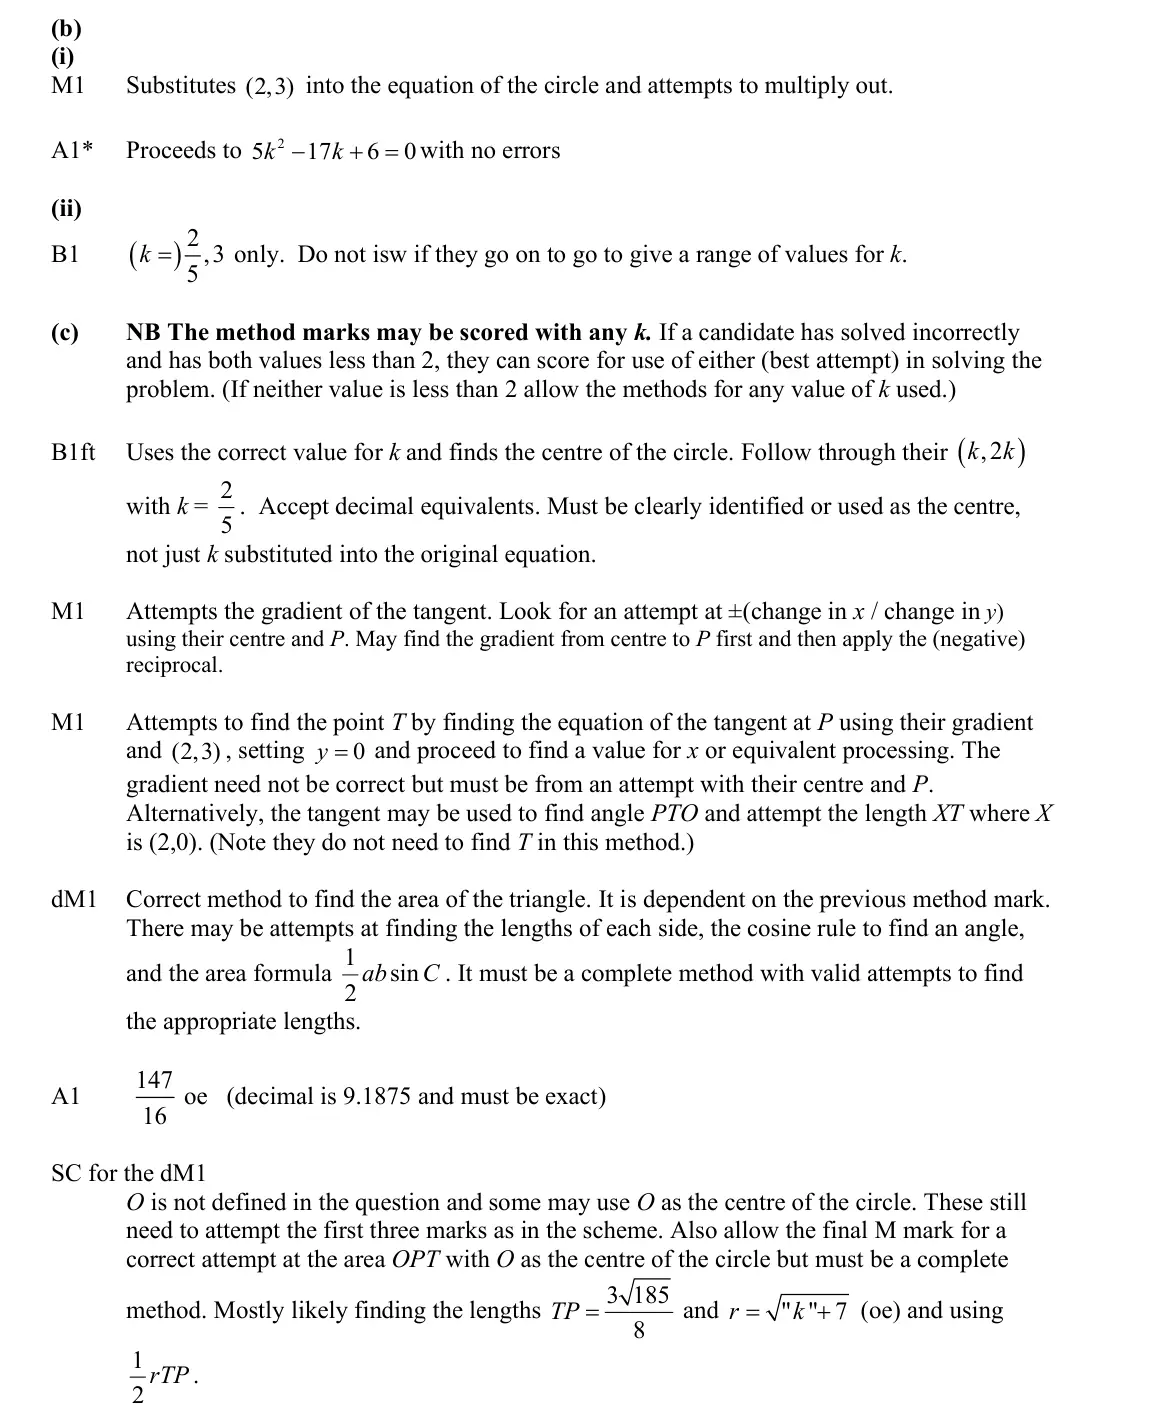 (b)
(i)
M1 Substitutes (2,3) into the equation of the circle and attempts to multiply out.
A1* Proceeds to 5k² − 17k + 6 = 0 with no errors
(ii)
B1 (k =) 2/5, 3 only. Do not isw if they go on to go to give a range of values for k.
(c) NB The method marks may be scored with any k. If a candidate has solved incorrectly
and has both values less than 2, they can score for use of either (best attempt) in solving the
problem. (If neither value is less than 2 allow the methods for any value of k used.)
B1ft Uses the correct value for k and finds the centre of the circle. Follow through their (k, 2k)
with k = 2/5. Accept decimal equivalents. Must be clearly identified or used as the centre,
not just k substituted into the original equation.
M1 Attempts the gradient of the tangent. Look for an attempt at ±(change in x / change in y)
using their centre and P. May find the gradient from centre to P first and then apply the (negative)
reciprocal.
M1 Attempts to find the point T by finding the equation of the tangent at P using their gradient
and (2,3), setting y = 0 and proceed to find a value for x or equivalent processing. The
gradient need not be correct but must be from an attempt with their centre and P.
Alternatively, the tangent may be used to find angle PTO and attempt the length XT where X
is (2,0). (Note they do not need to find T in this method.)
dM1 Correct method to find the area of the triangle. It is dependent on the previous method mark.
There may be attempts at finding the lengths of each side, the cosine rule to find an angle,
and the area formula 1/2 ab sin C. It must be a complete method with valid attempts to find
the appropriate lengths.
A1 147/16 oe (decimal is 9.1875 and must be exact)
SC for the dM1
O is not defined in the question and some may use O as the centre of the circle. These still
need to attempt the first three marks as in the scheme. Also allow the final M mark for a
correct attempt at the area OPT with O as the centre of the circle but must be a complete
method. Mostly likely finding the lengths TP = 3√185/8 and r = √("k"+7) (oe) and using
1/2 rTP.